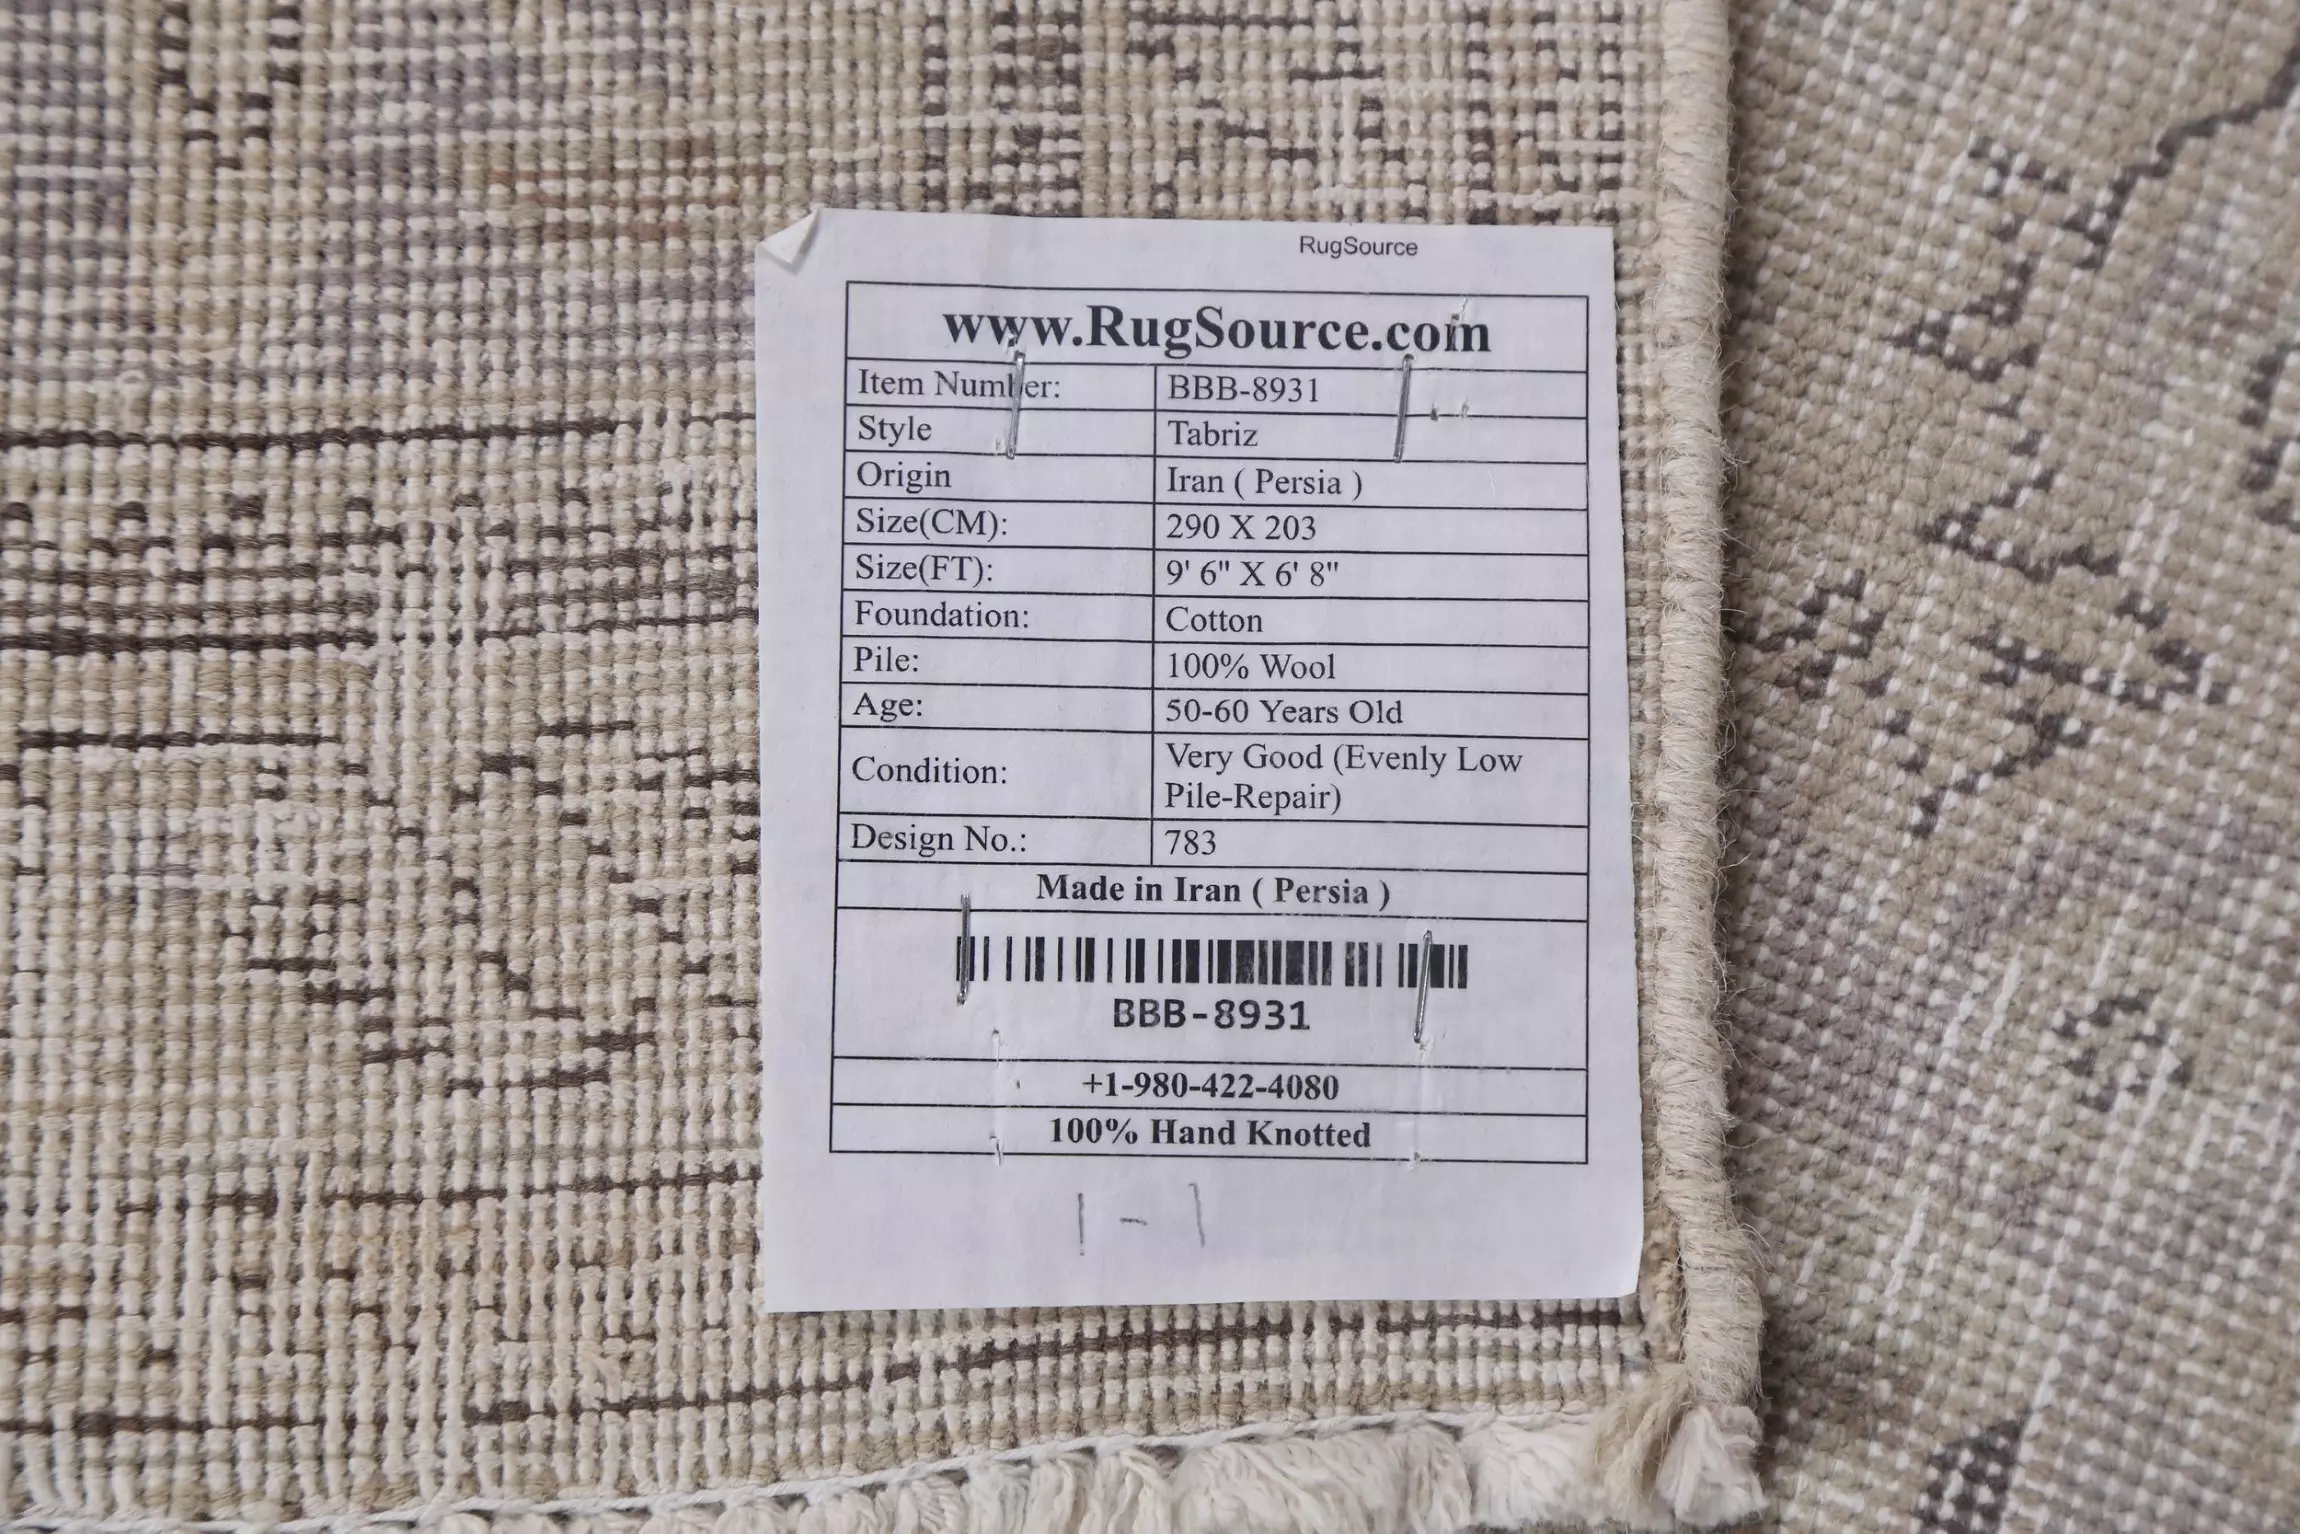 RugSource
www.RugSource.com
Item Number: BBB-8931
Style Tabriz
Origin Iran ( Persia )
Size(CM): 290 X 203
Size(FT): 9' 6" X 6' 8"
Foundation: Cotton
Pile: 100% Wool
Age: 50-60 Years Old
Condition: Very Good (Evenly Low
Pile-Repair)
Design No.: 783
Made in Iran ( Persia )
BBB-8931
+1-980-422-4080
100% Hand Knotted
1-1